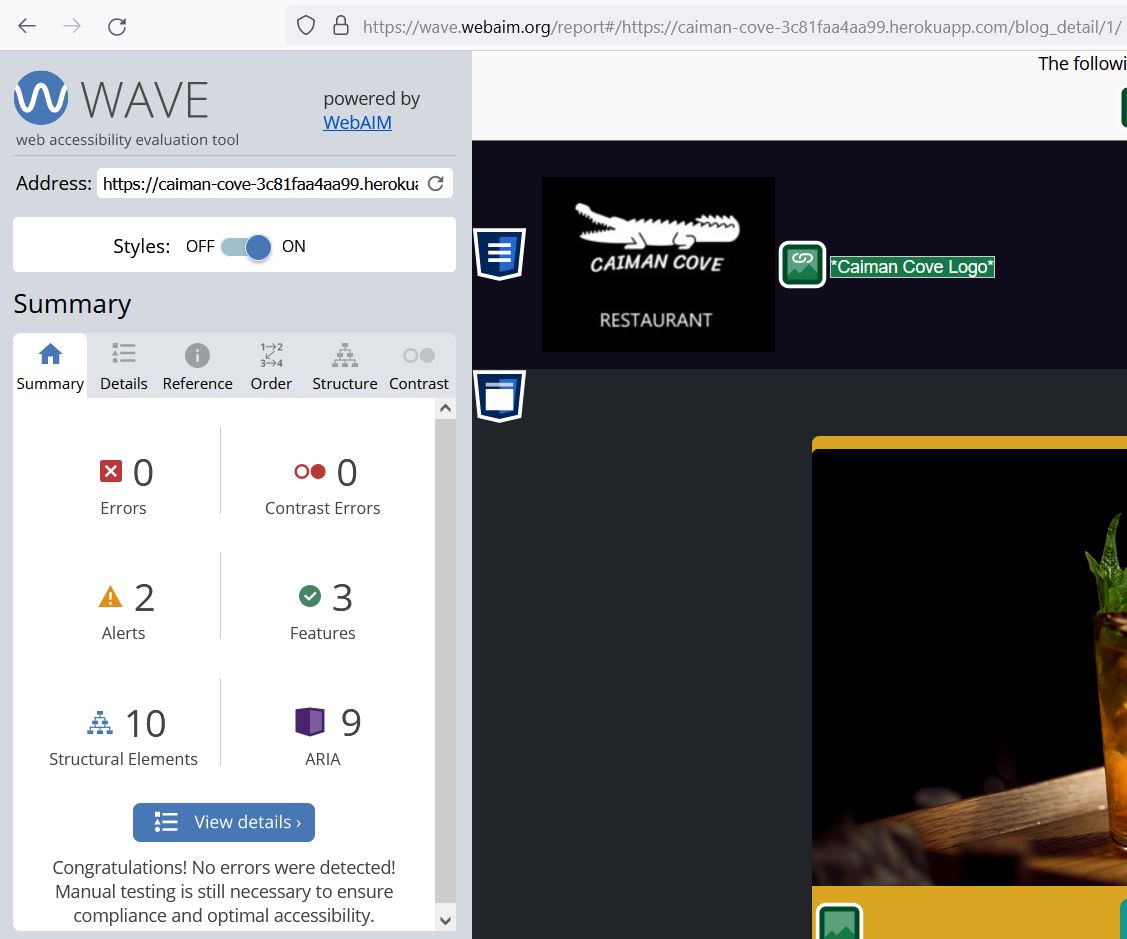 https://wave.webaim.org/report#/https://caiman-cove-3c81faa4aa99.herokuapp.com/blog_detail/1/
WAVE
web accessibility evaluation tool
powered by
WebAIM
Address: https://caiman-cove-3c81faa4aa99.heroku
Styles: OFF ON
Summary
Summary Details Reference Order Structure Contrast
0
Errors
0
Contrast Errors
2
Alerts
3
Features
10
Structural Elements
9
ARIA
View details ›
Congratulations! No errors were detected!
Manual testing is still necessary to ensure
compliance and optimal accessibility.
The followi
CAIMAN COVE
RESTAURANT
*Caiman Cove Logo*